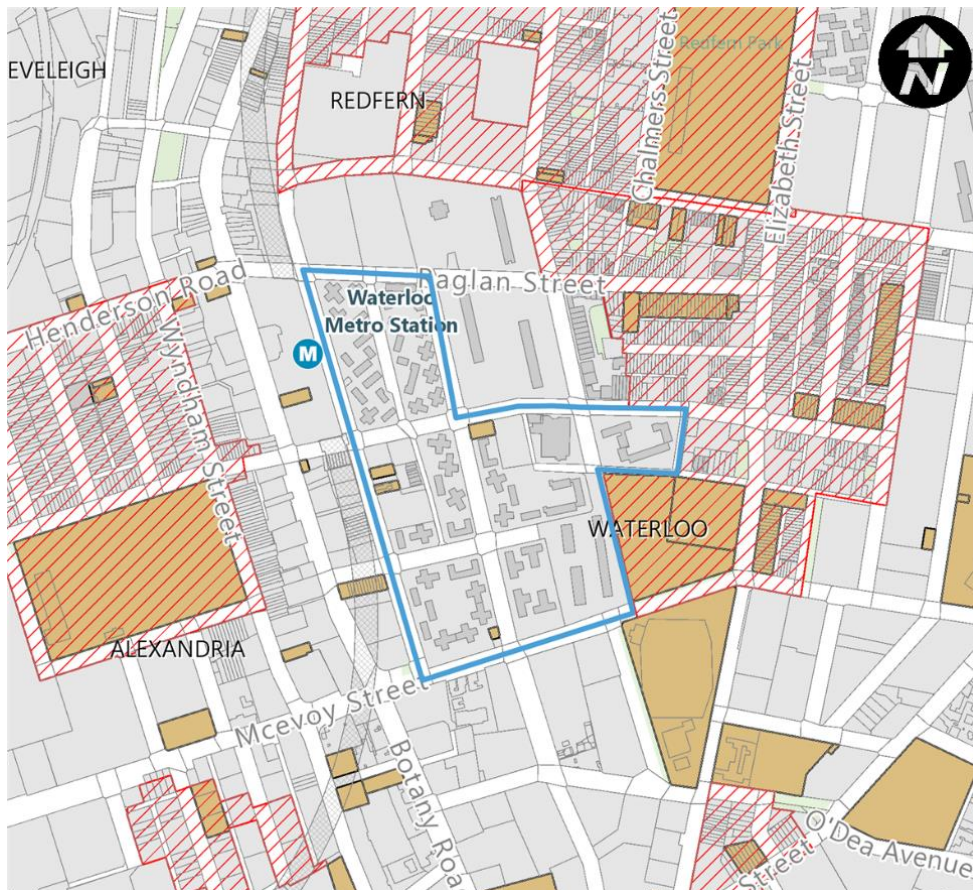 EVELEIGH
REDFERN
Redfern Park
Chalmers Street
Elizabeth Street
N
Henderson Road
Raglan Street
Waterloo
Metro Station
M
Wyndham Street
WATERLOO
ALEXANDRIA
Mcevoy Street
Botany Roa
O'Dea Avenue
Street